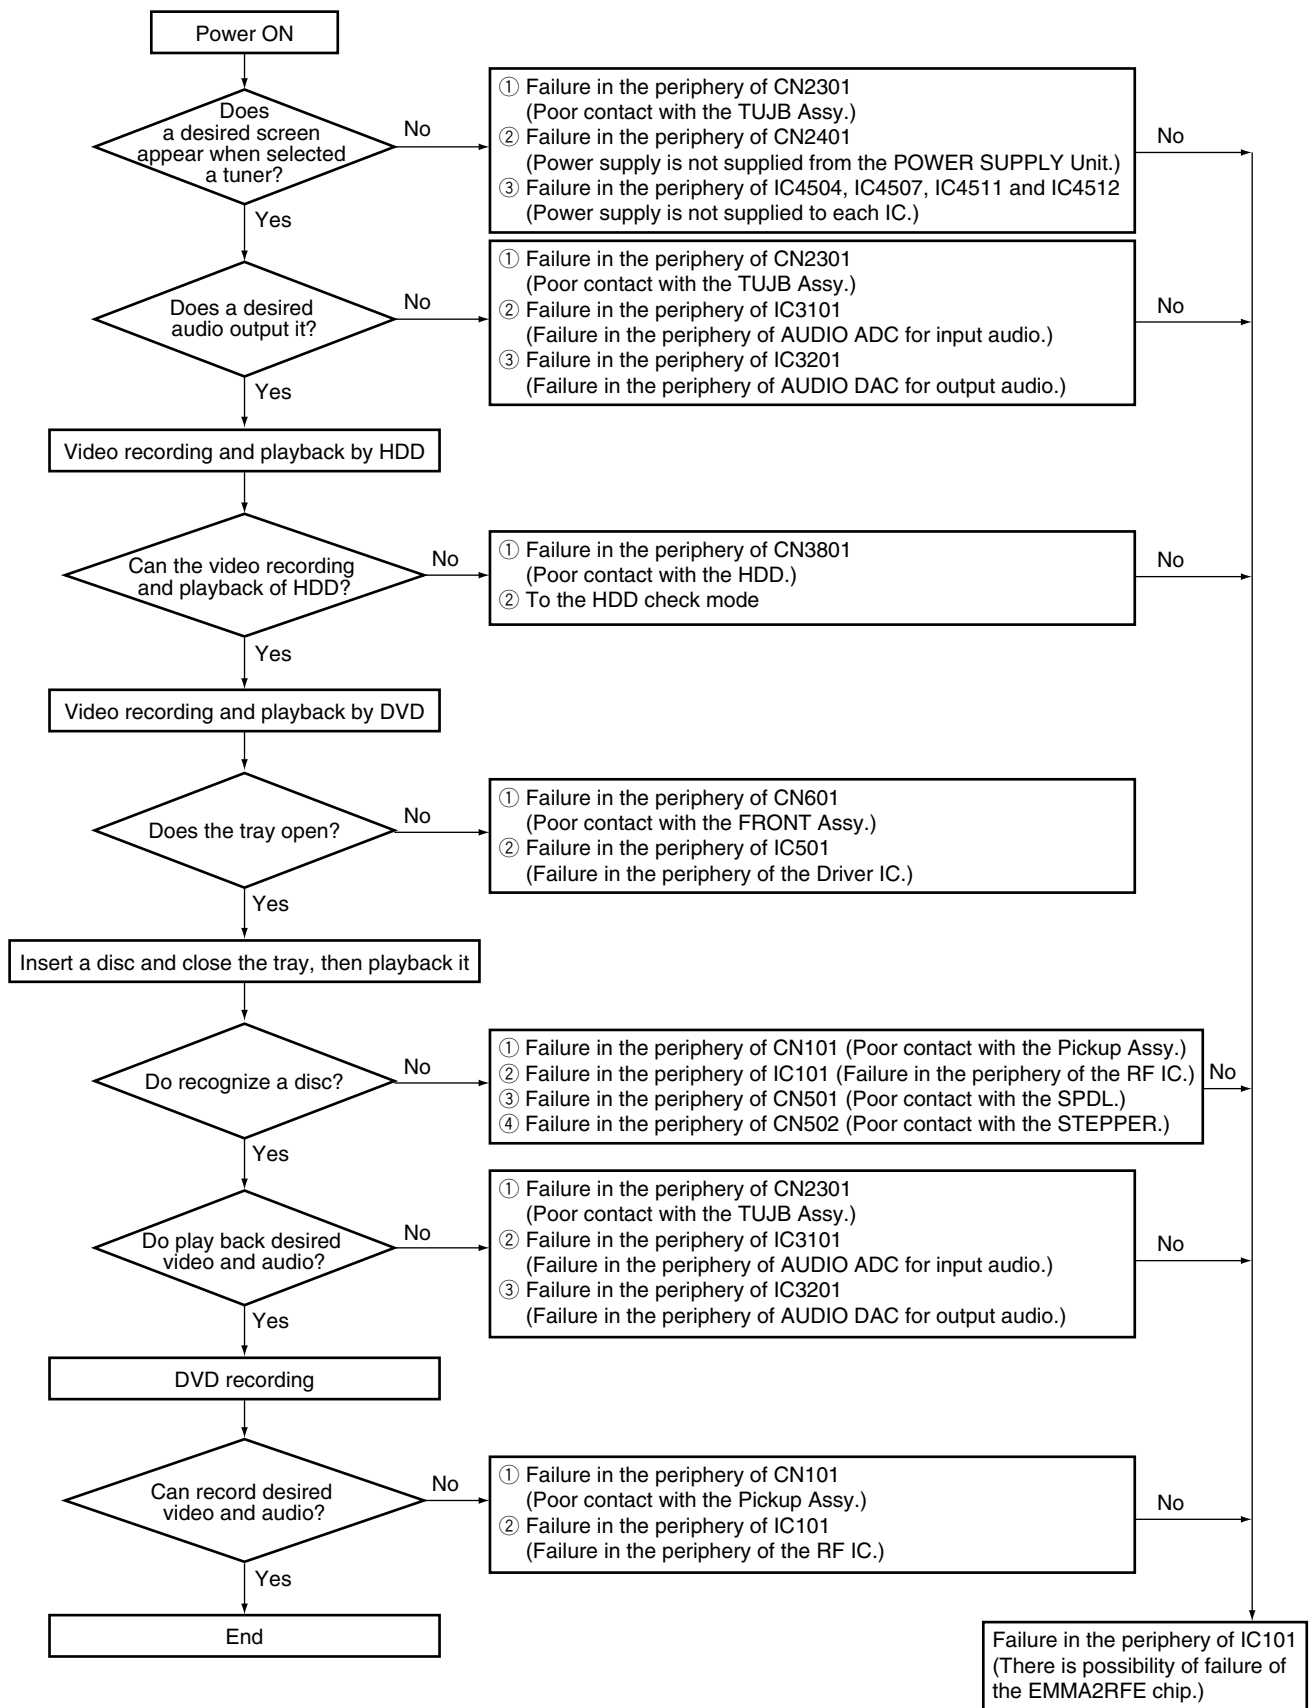 Power ON
Does
a desired screen
appear when selected
a tuner?
No
① Failure in the periphery of CN2301
(Poor contact with the TUJB Assy.)
② Failure in the periphery of CN2401
(Power supply is not supplied from the POWER SUPPLY Unit.)
③ Failure in the periphery of IC4504, IC4507, IC4511 and IC4512
(Power supply is not supplied to each IC.)
No
Yes
Does a desired
audio output it?
No
① Failure in the periphery of CN2301
(Poor contact with the TUJB Assy.)
② Failure in the periphery of IC3101
(Failure in the periphery of AUDIO ADC for input audio.)
③ Failure in the periphery of IC3201
(Failure in the periphery of AUDIO DAC for output audio.)
No
Yes
Video recording and playback by HDD
Can the video recording
and playback of HDD?
No
① Failure in the periphery of CN3801
(Poor contact with the HDD.)
② To the HDD check mode
No
Yes
Video recording and playback by DVD
Does the tray open?
No
① Failure in the periphery of CN601
(Poor contact with the FRONT Assy.)
② Failure in the periphery of IC501
(Failure in the periphery of the Driver IC.)
Yes
Insert a disc and close the tray, then playback it
Do recognize a disc?
No
① Failure in the periphery of CN101 (Poor contact with the Pickup Assy.)
② Failure in the periphery of IC101 (Failure in the periphery of the RF IC.)
③ Failure in the periphery of CN501 (Poor contact with the SPDL.)
④ Failure in the periphery of CN502 (Poor contact with the STEPPER.)
No
Yes
Do play back desired
video and audio?
No
① Failure in the periphery of CN2301
(Poor contact with the TUJB Assy.)
② Failure in the periphery of IC3101
(Failure in the periphery of AUDIO ADC for input audio.)
③ Failure in the periphery of IC3201
(Failure in the periphery of AUDIO DAC for output audio.)
No
Yes
DVD recording
Can record desired
video and audio?
No
① Failure in the periphery of CN101
(Poor contact with the Pickup Assy.)
② Failure in the periphery of IC101
(Failure in the periphery of the RF IC.)
No
Yes
End
Failure in the periphery of IC101
(There is possibility of failure of
the EMMA2RFE chip.)